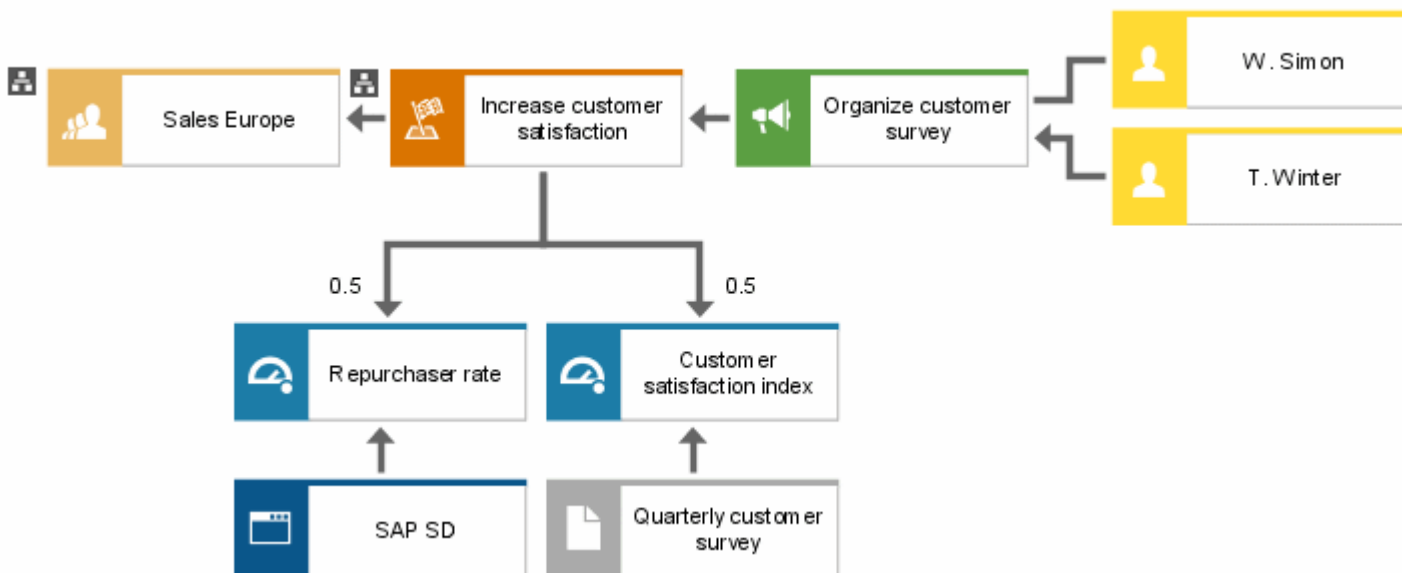 W. Simon
Sales Europe
Increase customer
satisfaction
Organize customer
survey
T. Winter
0.5
0.5
Repurchaser rate
Customer
satisfaction index
SAP SD
Quarterly customer
survey